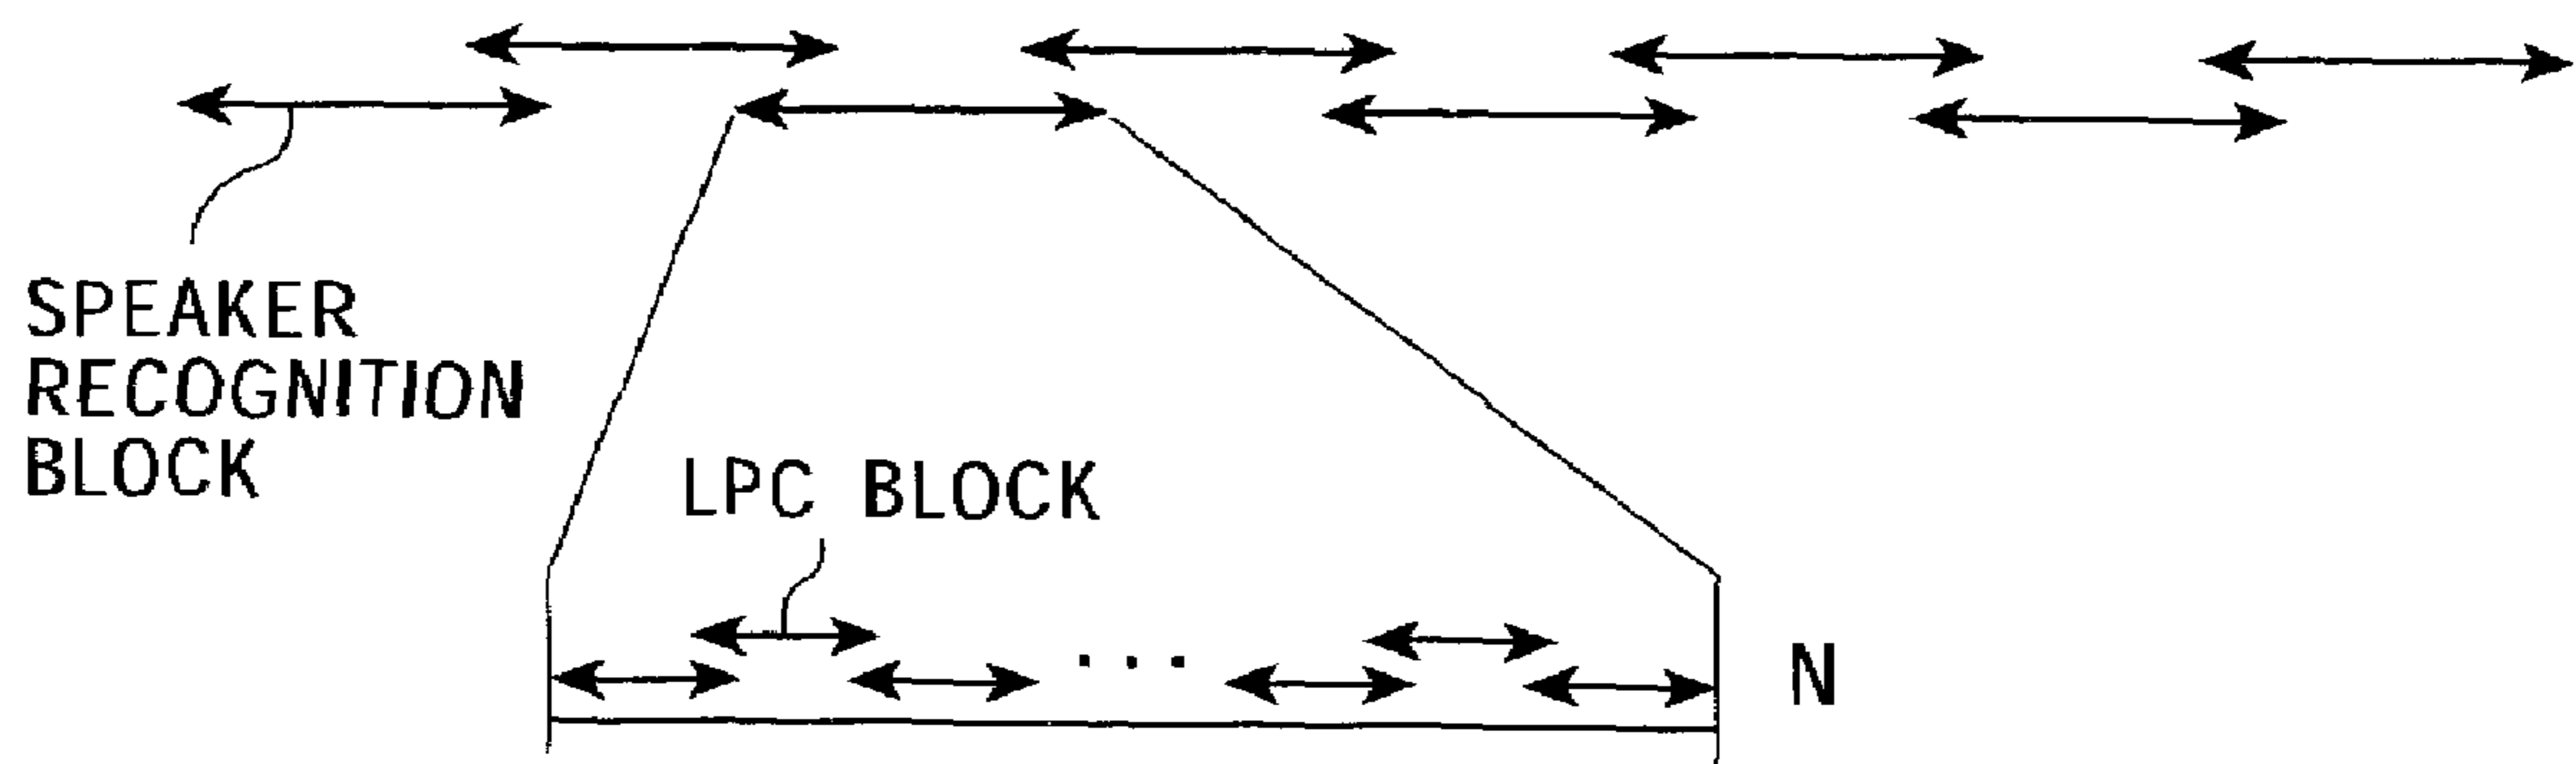 SPEAKER
RECOGNITION
BLOCK
LPC BLOCK
. . .
N